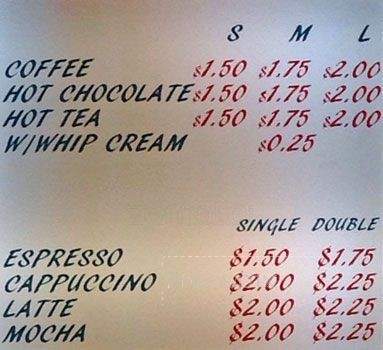 S M L
COFFEE $1.50 $1.75 $2.00
HOT CHOCOLATE $1.50 $1.75 $2.00
HOT TEA $1.50 $1.75 $2.00
W/WHIP CREAM $0.25
SINGLE DOUBLE
ESPRESSO $1.50 $1.75
CAPPUCCINO $2.00 $2.25
LATTE $2.00 $2.25
MOCHA $2.00 $2.25